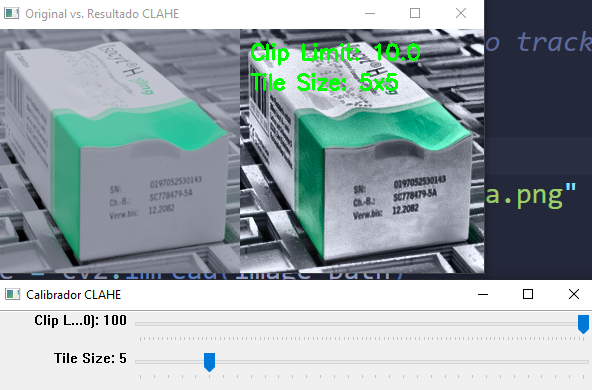 Original vs. Resultado CLAHE
o track
Clip Limit: 10.0
Tile Size: 5x5
SN: 0197052530143
Ch.-B.: SC778479-5A
Verw.bis: 12.2082
SN: 0197052530143
Ch.-B.: SC778479-5A
Verw.bis: 12.2082
a.png"
= cv2.imread(image_path)
Calibrador CLAHE
Clip L...0): 100
Tile Size: 5